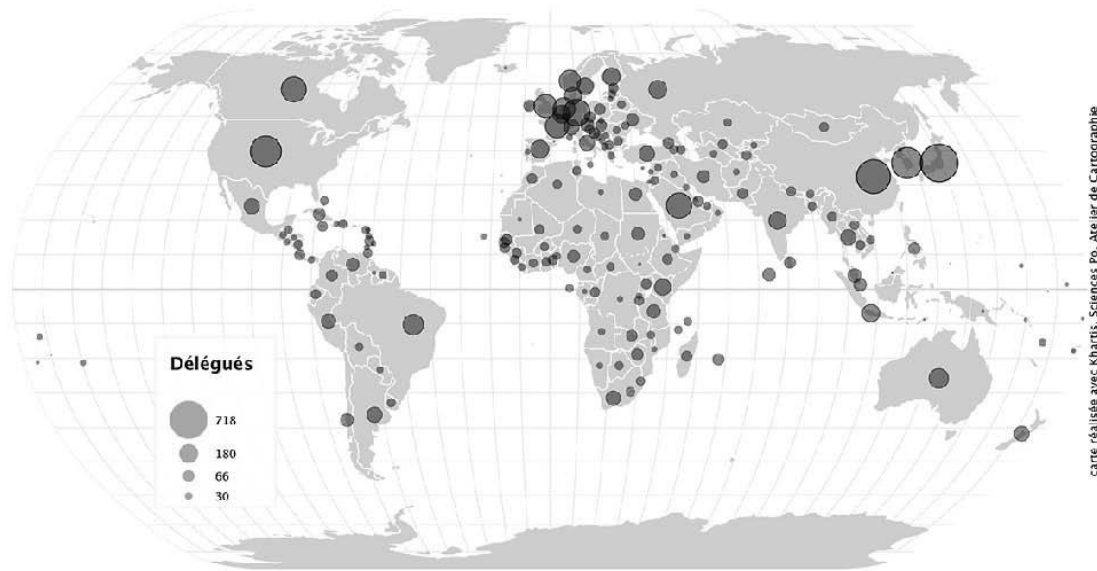 Délégués
718
180
66
30
carte réalisée avec Khartis, Sciences Po, Atelier de Cartographie